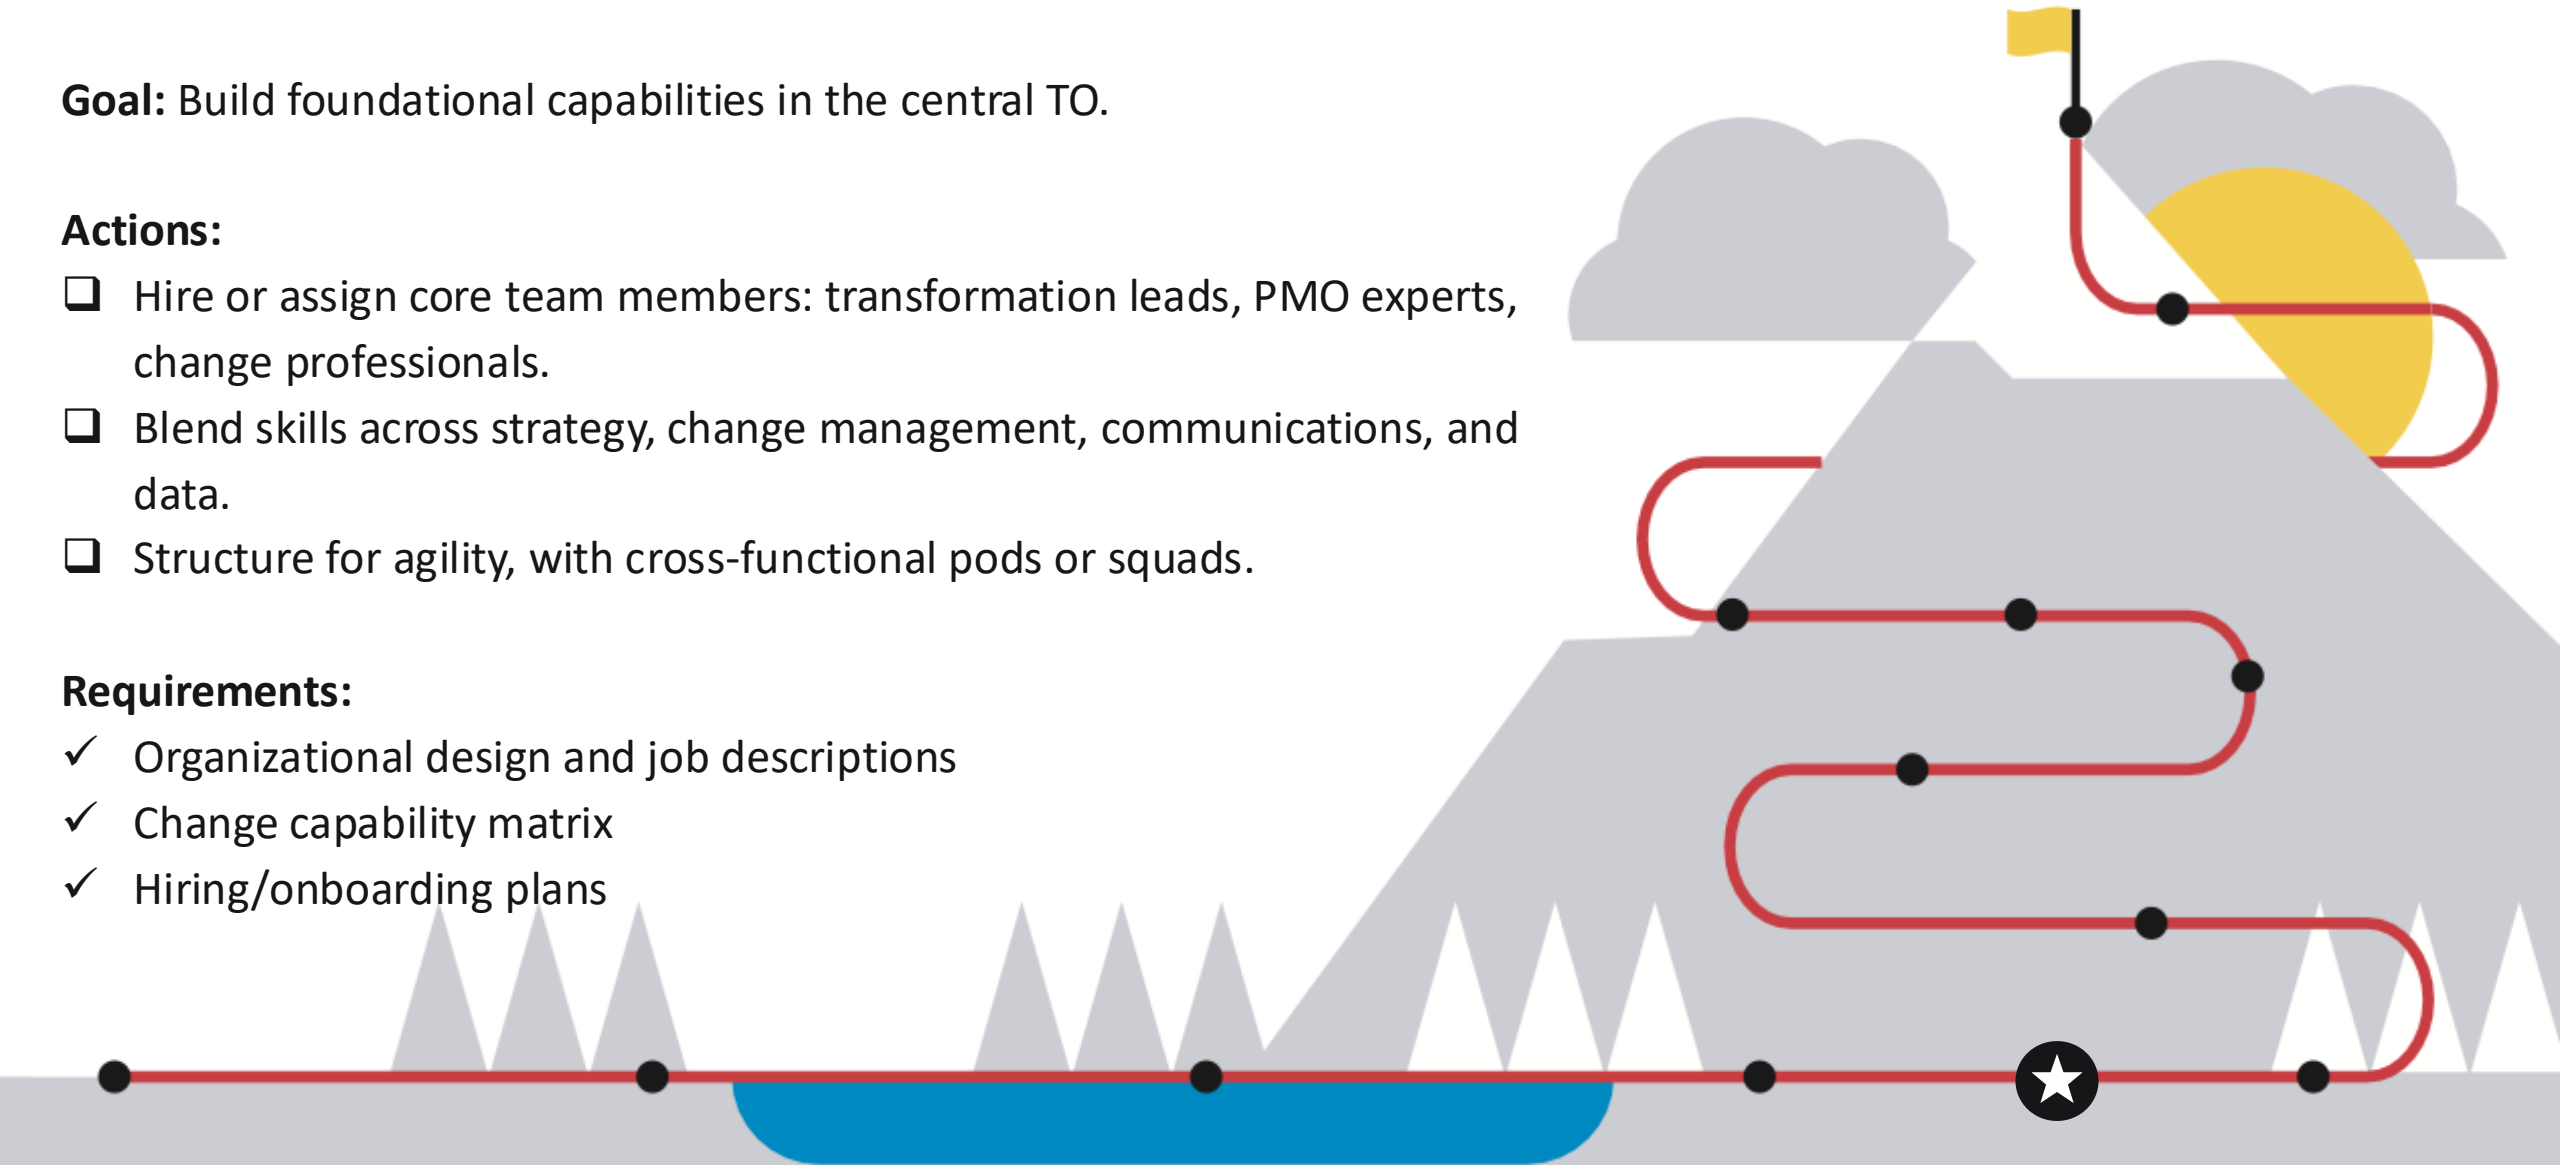 Goal: Build foundational capabilities in the central TO.
Actions:
❑ Hire or assign core team members: transformation leads, PMO experts,
change professionals.
❑ Blend skills across strategy, change management, communications, and
data.
❑ Structure for agility, with cross-functional pods or squads.
Requirements:
✓ Organizational design and job descriptions
✓ Change capability matrix
✓ Hiring/onboarding plans